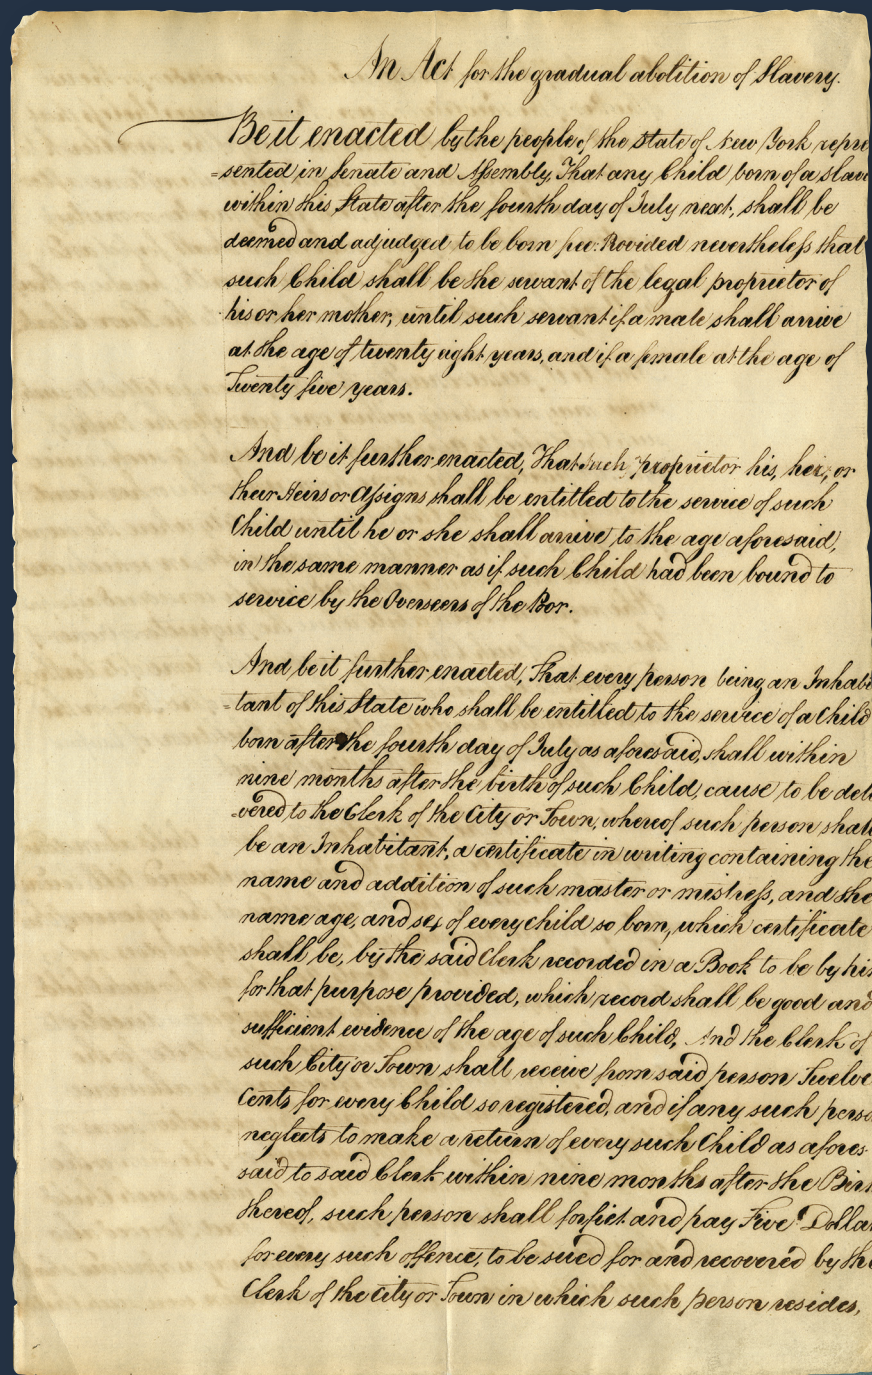 An Act for the gradual abolition of Slavery.
Be it enacted by the people of the State of New York repre
=sented in Senate and Assembly, That any Child born of a slave
within this State after the fourth day of July next, shall be
deemed and adjudged to be born free: Provided nevertheless that
such Child shall be the servant of the legal proprietor of
his or her mother, until such servant if a male shall arrive
at the age of twenty eight years, and if a female at the age of
Twenty five years.
And be it further enacted, That such proprietor his, her, or
their Heirs or Assigns shall be entitled to the service of such
Child until he or she shall arrive to the age aforesaid,
in the same manner as if such Child had been bound to
service by the Overseers of the Poor.
And be it further enacted, That every person being an Inhabi
=tant of this State who shall be entitled to the service of a Child
born after the fourth day of July as aforesaid, shall within
nine months after the birth of such Child, cause to be deli
=vered to the Clerk of the City or Town, whereof such person shall
be an Inhabitant, a certificate in writing containing the
name and addition of such master or mistress, and the
name age, and sex of every child so born, which certificate
shall be, by the said Clerk recorded in a Book to be by him
for that purpose provided, which record shall be good and
sufficient evidence of the age of such Child, And the Clerk of
such City or Town shall receive from said person Twelve
Cents for every Child so registered, and if any such perso
neglects to make a return of every such Child as afores
said to said Clerk within nine months after the Birt
thereof, such person shall forfiet and pay Five Dollar
for every such offence, to be sued for and recovered by the
Clerk of the City or Town in which such person resides,